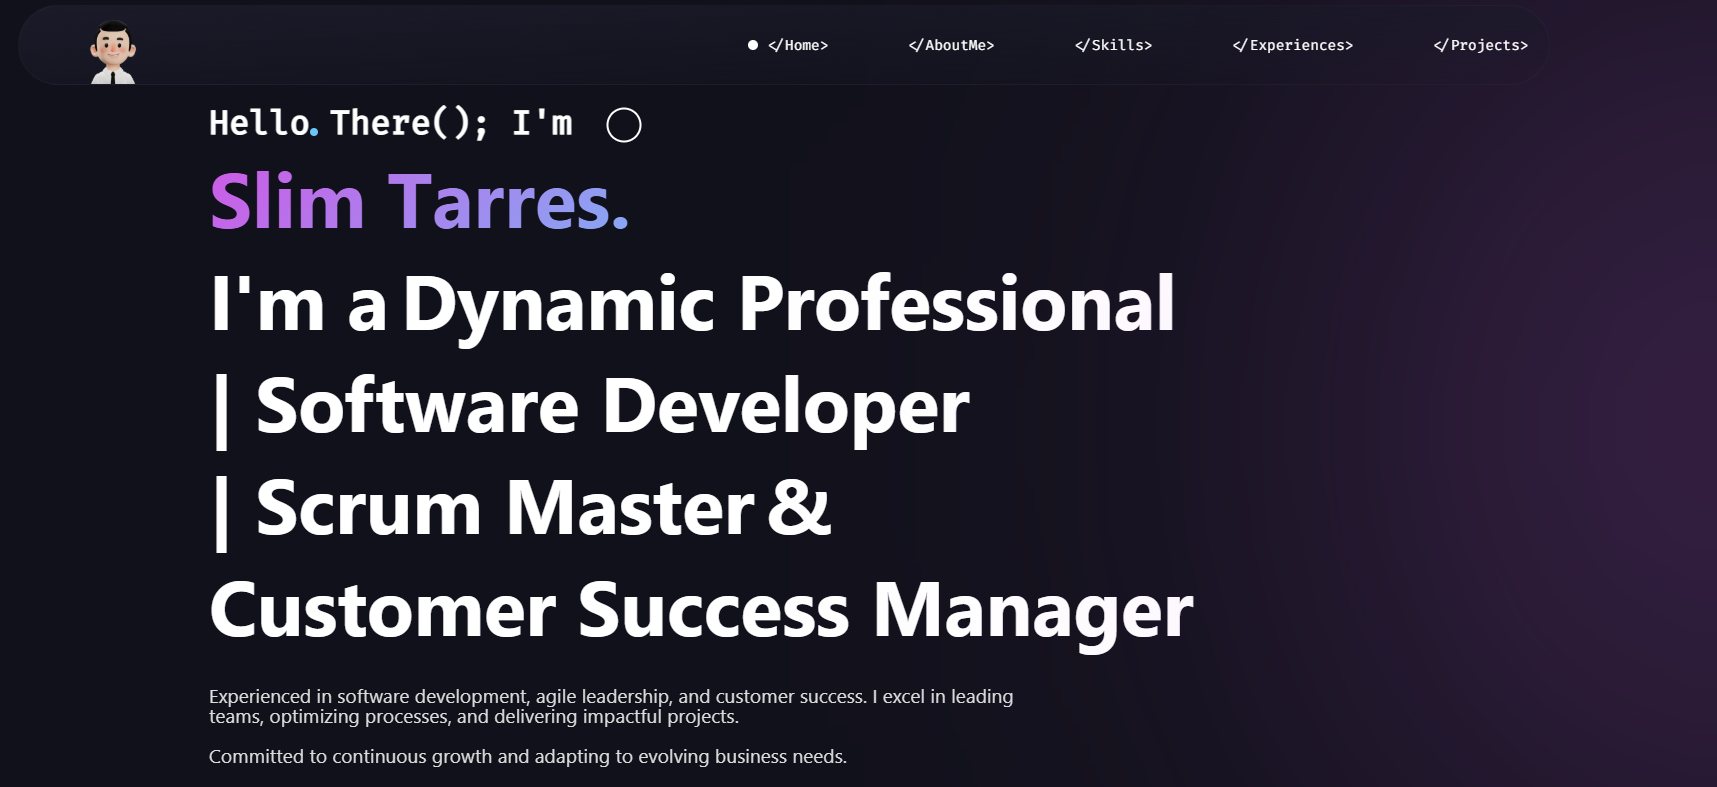 </Home> </AboutMe> </Skills> </Experiences> </Projects>
Hello. There(); I'm
Slim Tarres.
I'm a Dynamic Professional
| Software Developer
| Scrum Master &
Customer Success Manager
Experienced in software development, agile leadership, and customer success. I excel in leading
teams, optimizing processes, and delivering impactful projects.
Committed to continuous growth and adapting to evolving business needs.